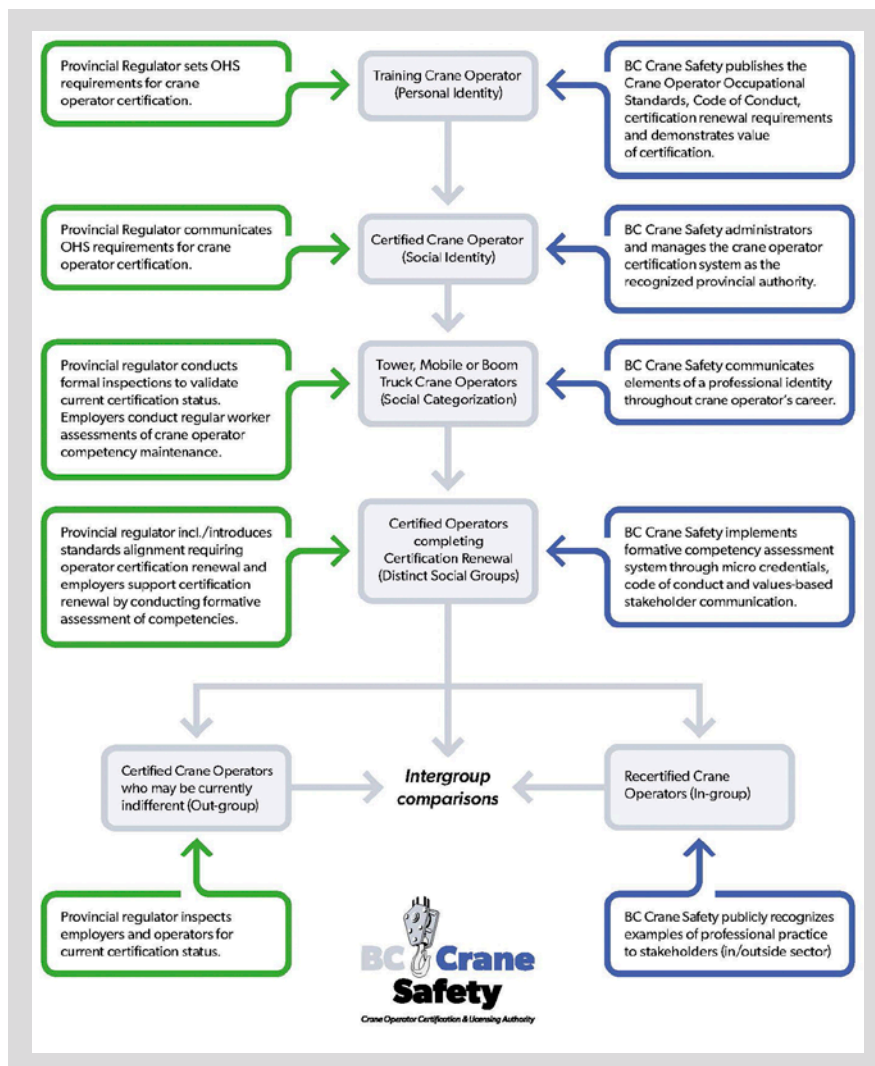 Provincial Regulator sets OHS
requirements for crane
operator certification.
Training Crane Operator
(Personal Identity)
BC Crane Safety publishes the
Crane Operator Occupational
Standards, Code of Conduct,
certification renewal requirements
and demonstrates value
of certification.
Provincial Regulator communicates
OHS requirements for crane
operator certification.
Certified Crane Operator
(Social Identity)
BC Crane Safety administrators
and manages the crane operator
certification system as the
recognized provincial authority.
Provincial regulator conducts
formal inspections to validate
current certification status.
Employers conduct regular worker
assessments of crane operator
competency maintenance.
Tower, Mobile or Boom
Truck Crane Operators
(Social Categorization)
BC Crane Safety communicates
elements of a professional identity
throughout crane operator's career.
Provincial regulator incl./introduces
standards alignment requiring
operator certification renewal and
employers support certification
renewal by conducting formative
assessment of competencies.
Certified Operators
completing
Certification Renewal
(Distinct Social Groups)
BC Crane Safety implements
formative competency assessment
system through micro credentials,
code of conduct and values-based
stakeholder communication.
Certified Crane Operators
who may be currently
indifferent (Out-group)
Intergroup
comparisons
Recertified Crane
Operators (In-group)
Provincial regulator inspects
employers and operators for
current certification status.
BC Crane Safety publicly recognizes
examples of professional practice
to stakeholders (in/outside sector)
BC Crane
Safety
Crane Operator Certification & Licensing Authority